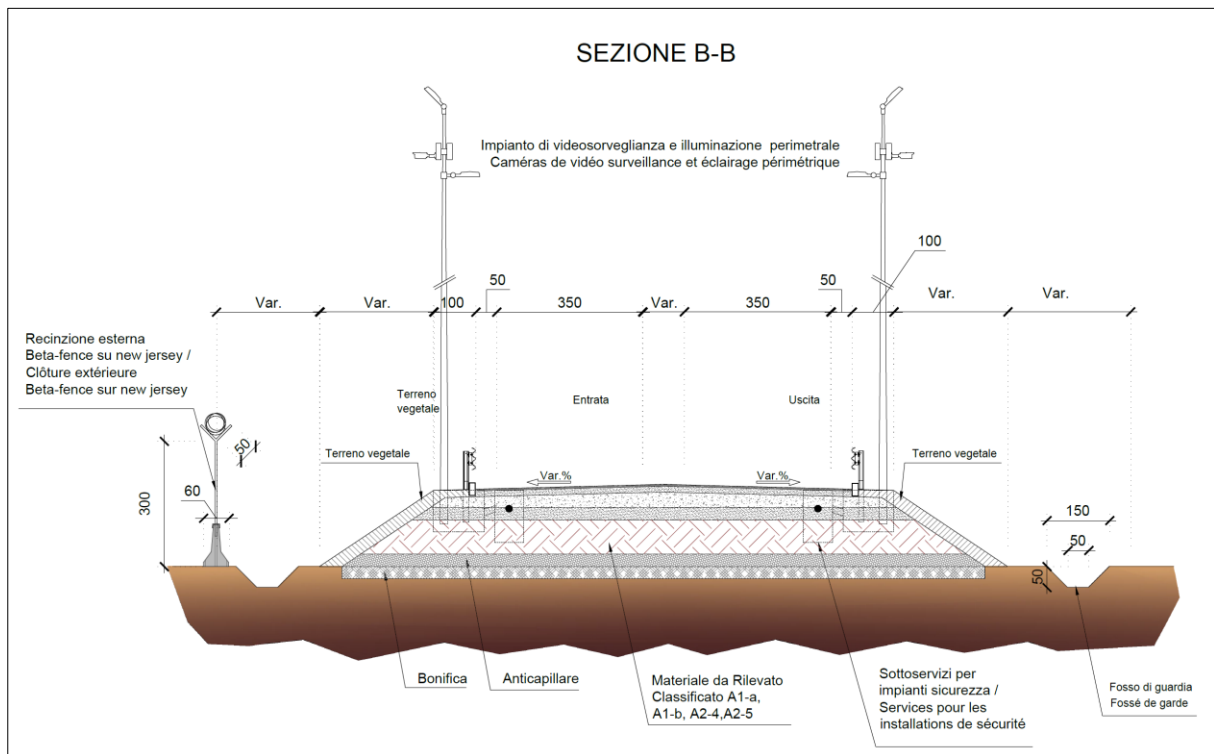 SEZIONE B-B
Impianto di videosorveglianza e illuminazione perimetrale
Caméras de vidéo surveillance et éclairage périmétrique
100
50
50
Var.
Var.
100
350
Var.
350
Var.
Var.
Recinzione esterna
Beta-fence su new jersey /
Clôture extérieure
Beta-fence sur new jersey
Terreno
vegetale
Entrata
Uscita
50
Terreno vegetale
Var.%
Var.%
Terreno vegetale
300
60
150
50
50
Bonifica
Anticapillare
Materiale da Rilevato
Classificato A1-a,
A1-b, A2-4,A2-5
Sottoservizi per
impianti sicurezza /
Services pour les
installations de sécurité
Fosso di guardia
Fossé de garde